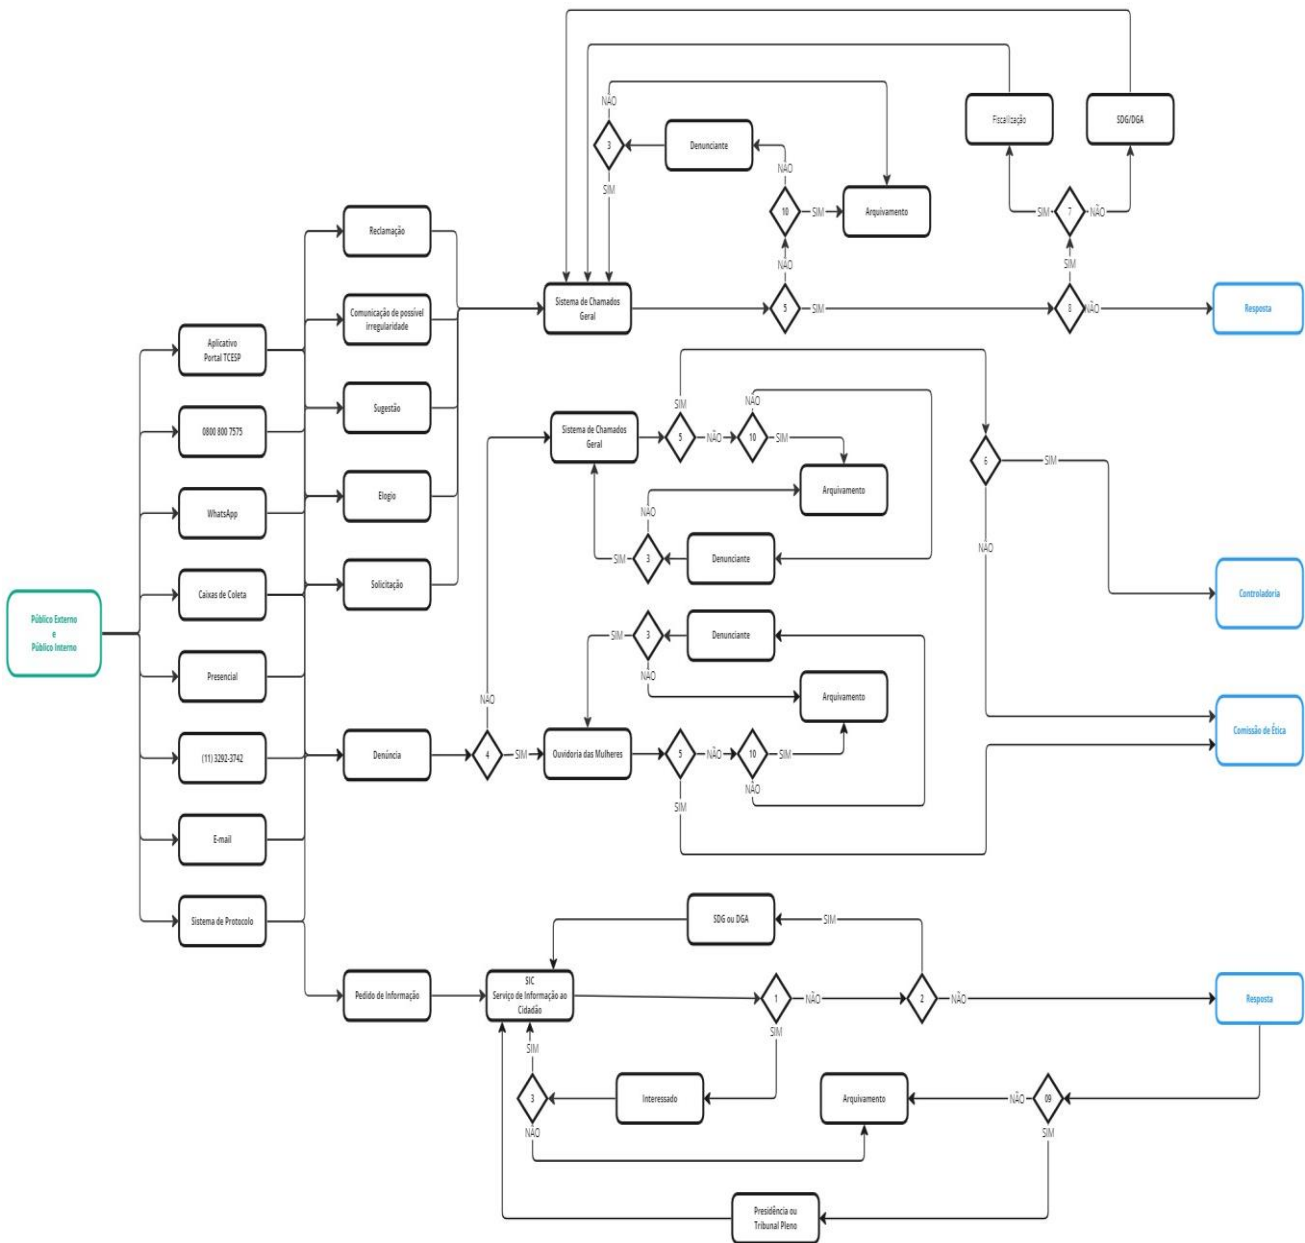 NÃO
3
SIM
Denunciante
NÃO
10
SIM
Arquivamento
NÃO
Fiscalização
SDG/DGA
SIM
7
NÃO
SIM
Reclamação
Comunicação de possível
irregularidade
Sugestão
Elogio
Solicitação
Sistema de Chamados
Geral
5
SIM
8
NÃO
Resposta
Aplicativo
Portal TCESP
0800 800 7575
WhatsApp
Caixas de Coleta
Presencial
(11) 3292-3742
E-mail
Sistema de Protocolo
Público Externo
e
Público Interno
Sistema de Chamados
Geral
SIM
5
NÃO
10
NÃO
SIM
Arquivamento
NÃO
SIM
3
Denunciante
6
SIM
NÃO
Controladoria
Comissão de Ética
SIM
3
Denunciante
NÃO
Arquivamento
NÃO
Denúncia
4
SIM
Ouvidoria das Mulheres
5
NÃO
10
SIM
NÃO
SIM
SDG ou DGA
SIM
Pedido de Informação
SIC
Serviço de Informação ao
Cidadão
1
NÃO
2
NÃO
Resposta
SIM
SIM
3
Interessado
NÃO
Arquivamento
NÃO
09
SIM
Presidência ou
Tribunal Pleno